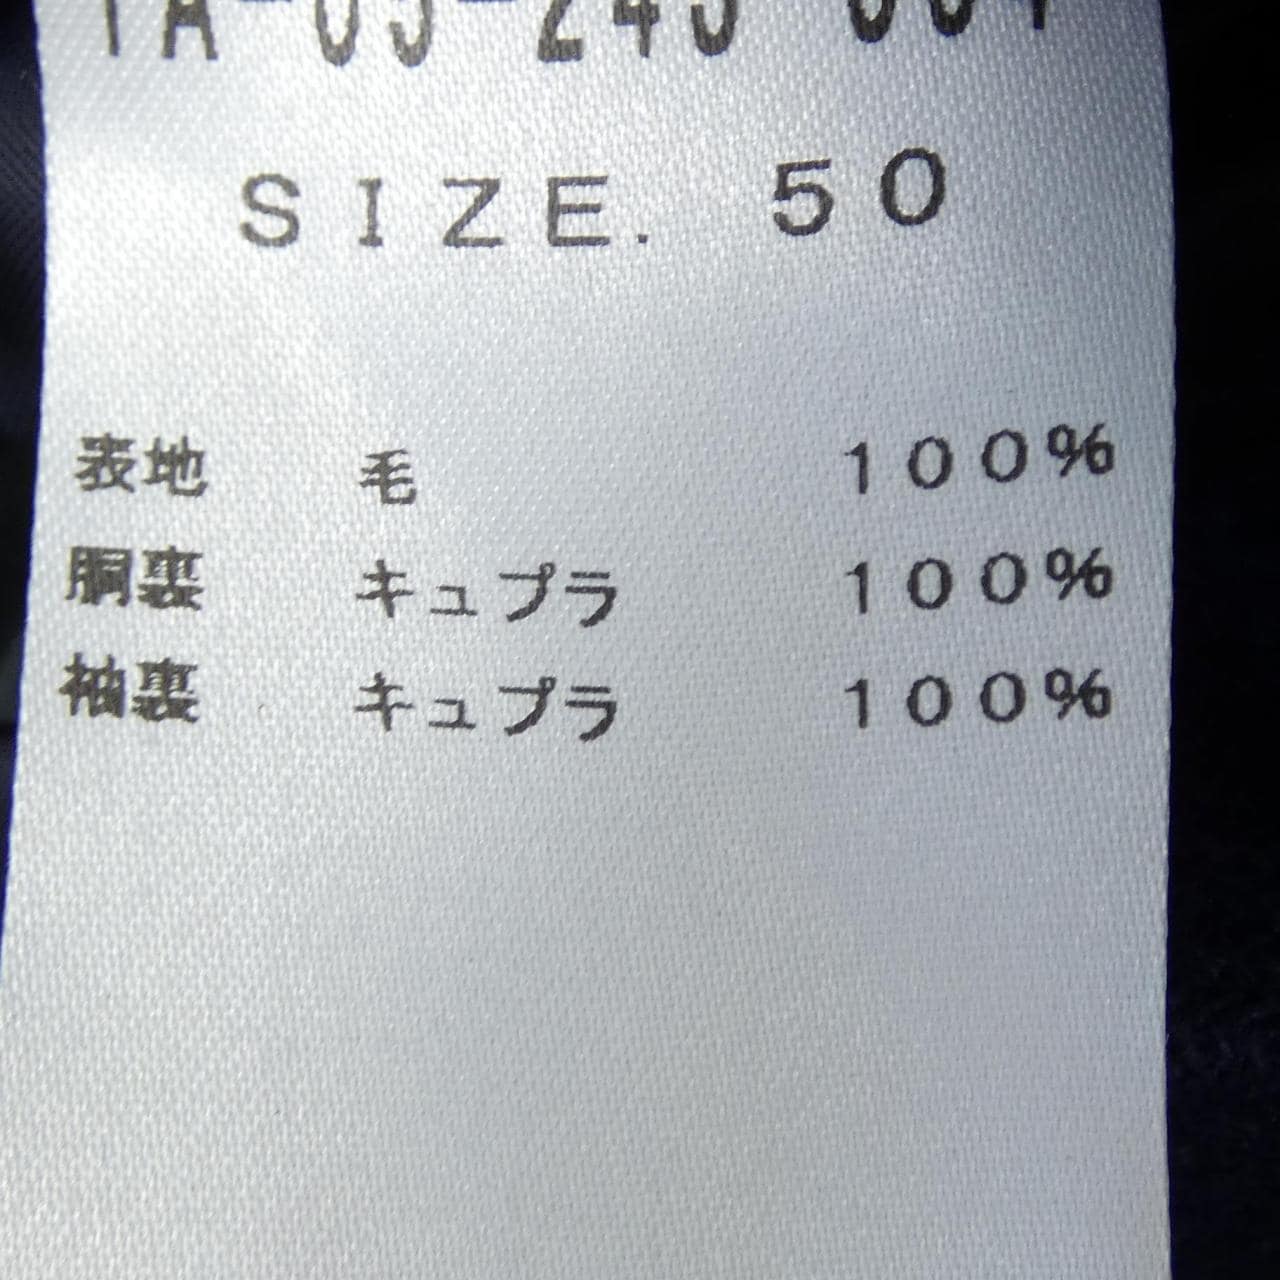 SIZE. 50
表地 毛 100%
胴裏 キュプラ 100%
袖裏 キュプラ 100%